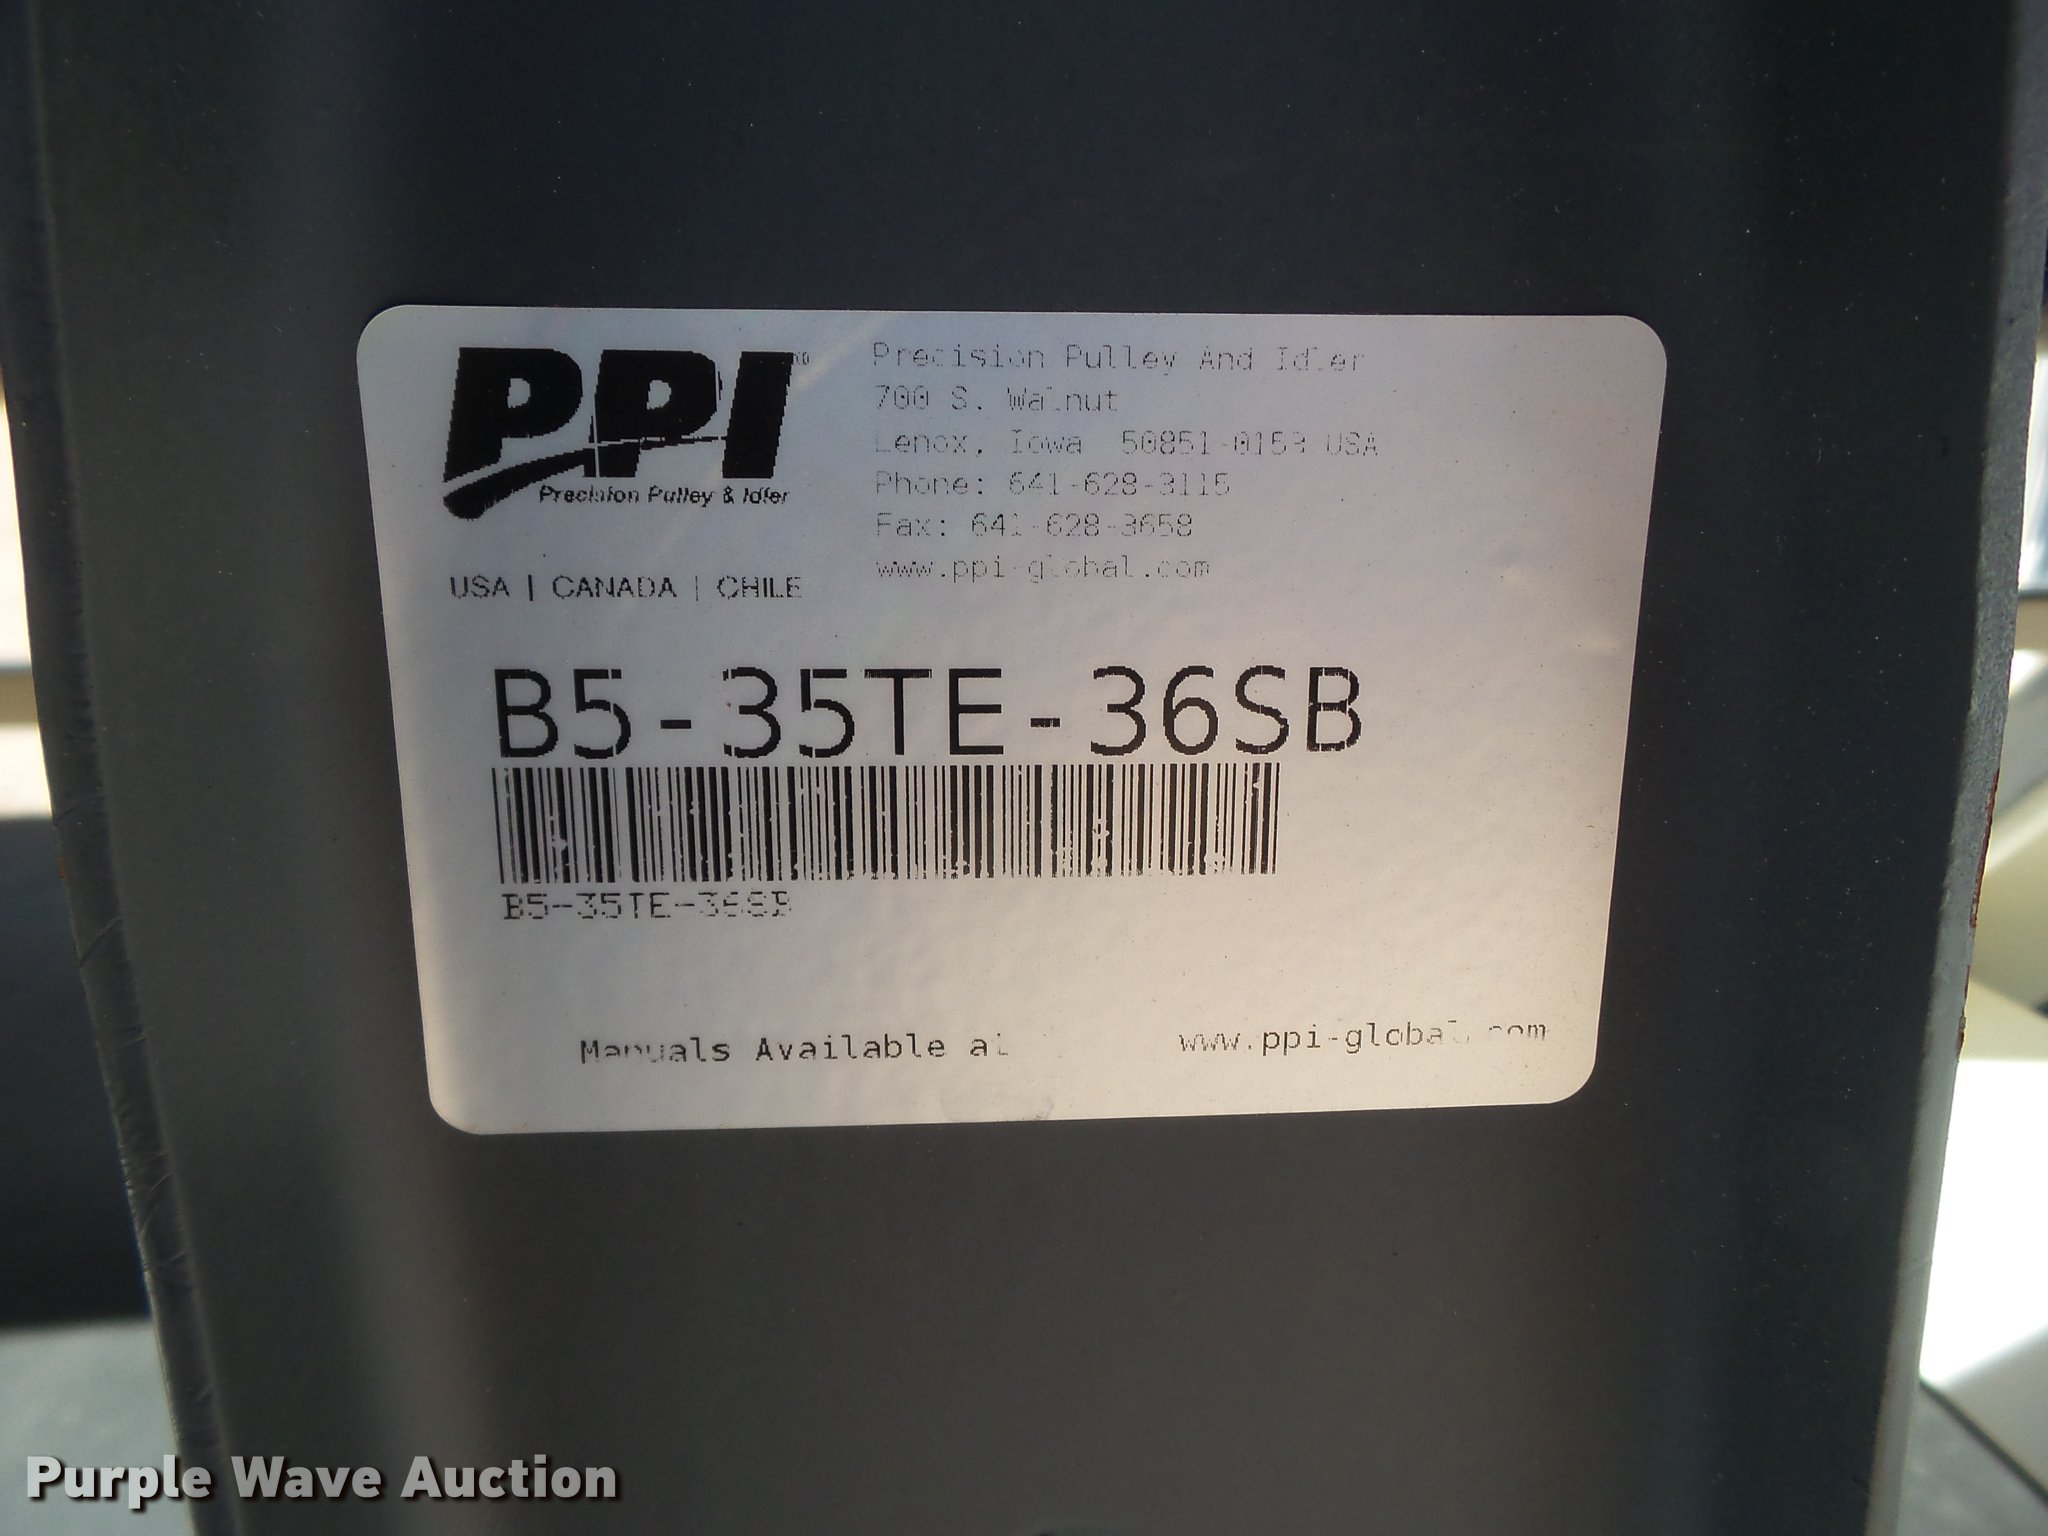 PPI
Precision Pulley & Idler
USA | CANADA | CHILE
Precision Pulley And Idler
700 S. Walnut
Lenox, Iowa 50851-0153 USA
Phone: 641-628-3115
Fax: 641-628-3658
www.ppi-global.com
B5-35TE-36SB
B5-35TE-36SB
Manuals Available at www.ppi-global.com
Purple Wave Auction